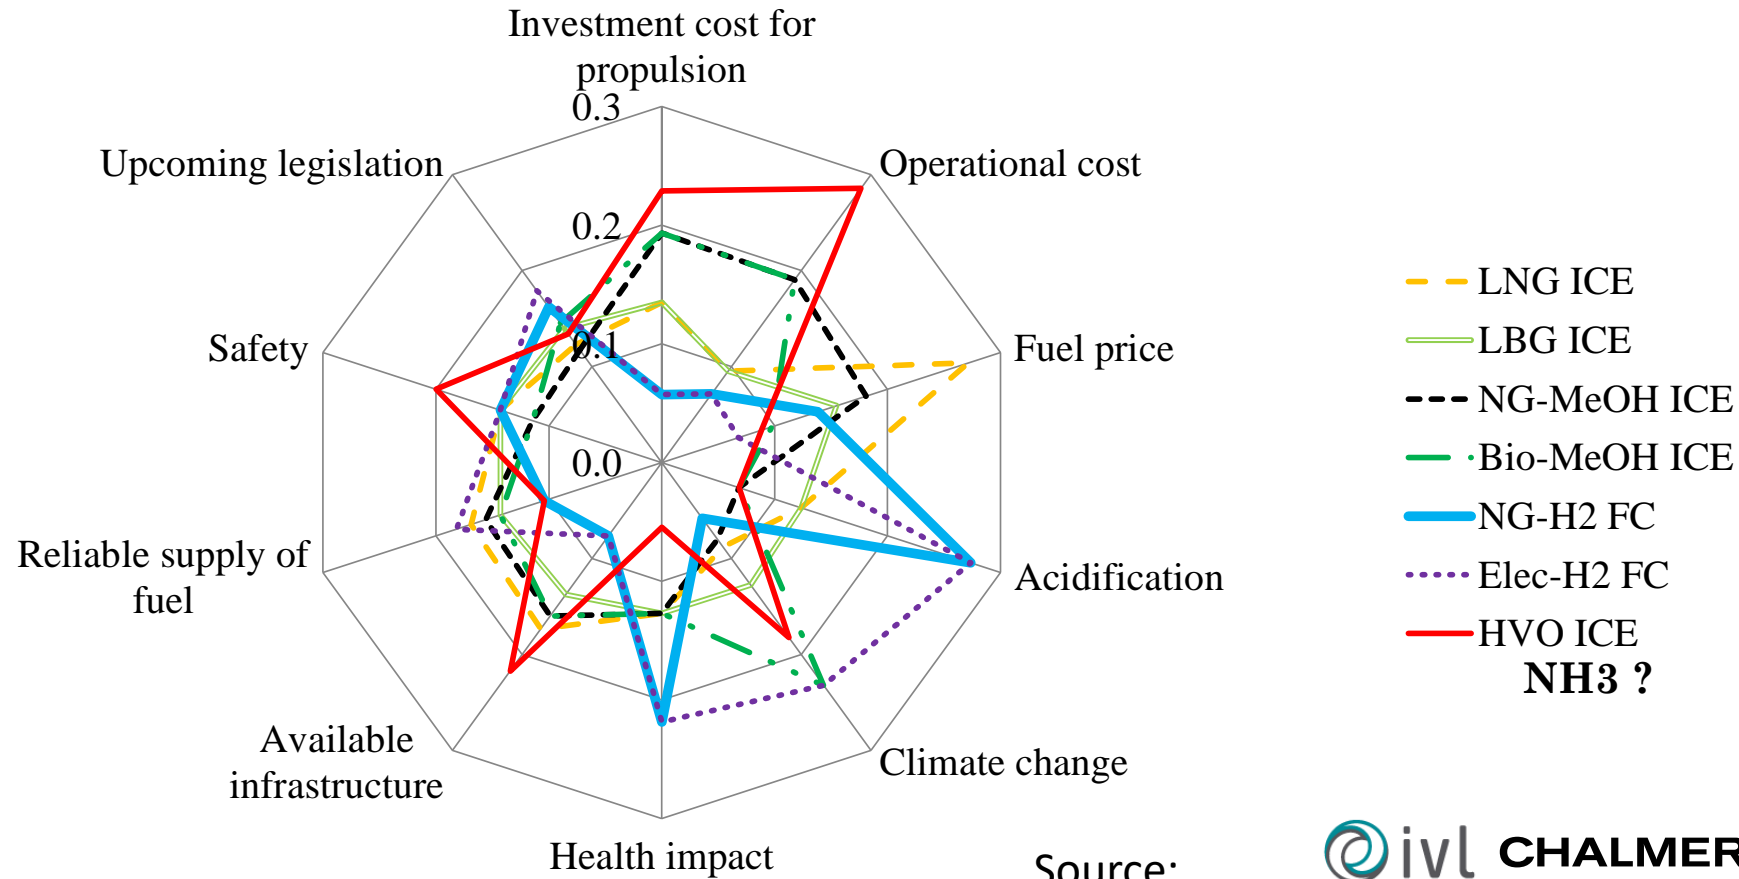 Investment cost for
propulsion
0.3
Upcoming legislation
Operational cost
0.2
Safety
0.1
Fuel price
0.0
Reliable supply of
fuel
Acidification
Available
infrastructure
Climate change
Health impact
LNG ICE
LBG ICE
NG-MeOH ICE
Bio-MeOH ICE
NG-H2 FC
Elec-H2 FC
HVO ICE
NH3 ?
Source:
ivl CHALMER